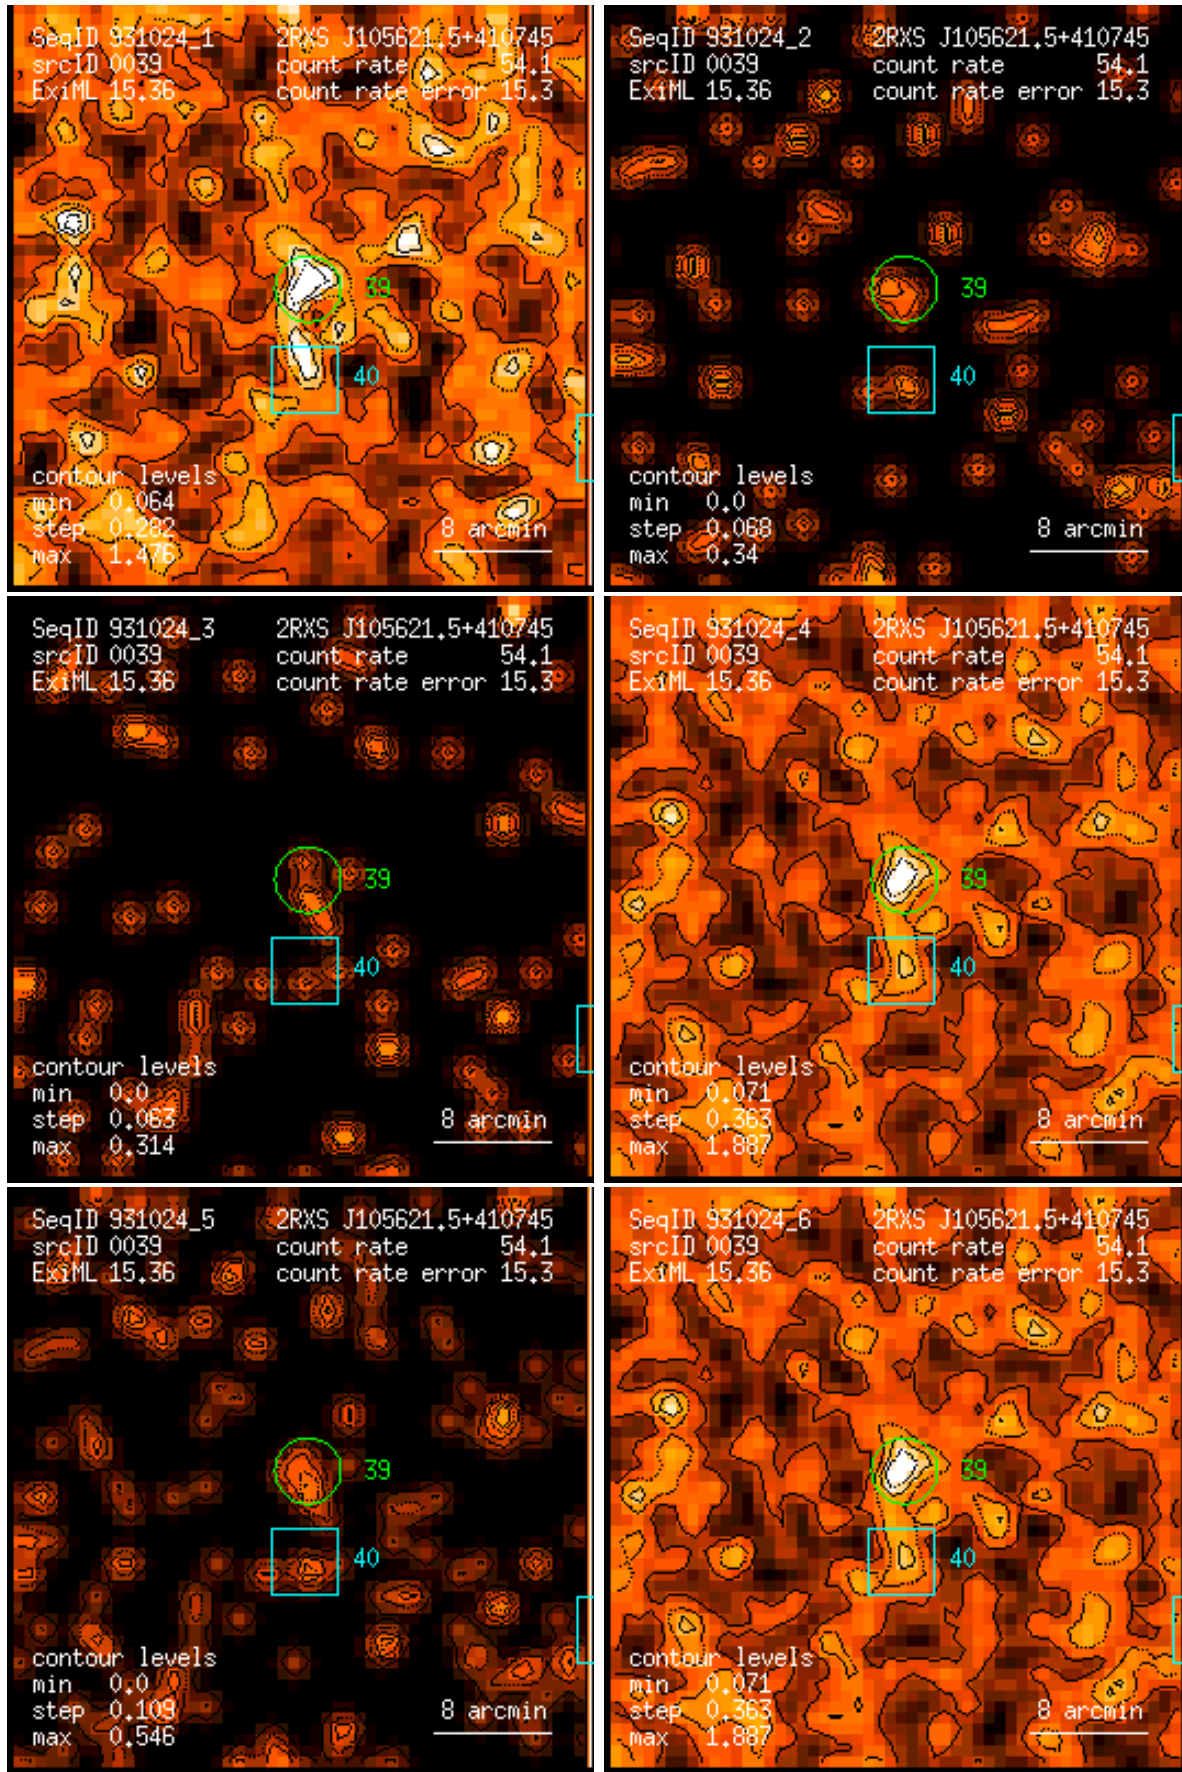 SeqID 931024_1 2RXS J105621.5+410745
srcID 0039 count rate 54.1
ExiML 15.36 count rate error 15.3
39
40
contour levels
min 0.064
step 0.282 8 arcmin
max 1.476
SeqID 931024_2 2RXS J105621.5+410745
srcID 0039 count rate 54.1
ExiML 15.36 count rate error 15.3
39
40
contour levels
min 0.0
step 0.068 8 arcmin
max 0.34
SeqID 931024_3 2RXS J105621.5+410745
srcID 0039 count rate 54.1
ExiML 15.36 count rate error 15.3
39
40
contour levels
min 0.0
step 0.063 8 arcmin
max 0.314
SeqID 931024_4 2RXS J105621.5+410745
srcID 0039 count rate 54.1
ExiML 15.36 count rate error 15.3
39
40
contour levels
min 0.071
step 0.363 8 arcmin
max 1.887
SeqID 931024_5 2RXS J105621.5+410745
srcID 0039 count rate 54.1
ExiML 15.36 count rate error 15.3
39
40
contour levels
min 0.0
step 0.109 8 arcmin
max 0.546
SeqID 931024_6 2RXS J105621.5+410745
srcID 0039 count rate 54.1
ExiML 15.36 count rate error 15.3
39
40
contour levels
min 0.071
step 0.363 8 arcmin
max 1.887